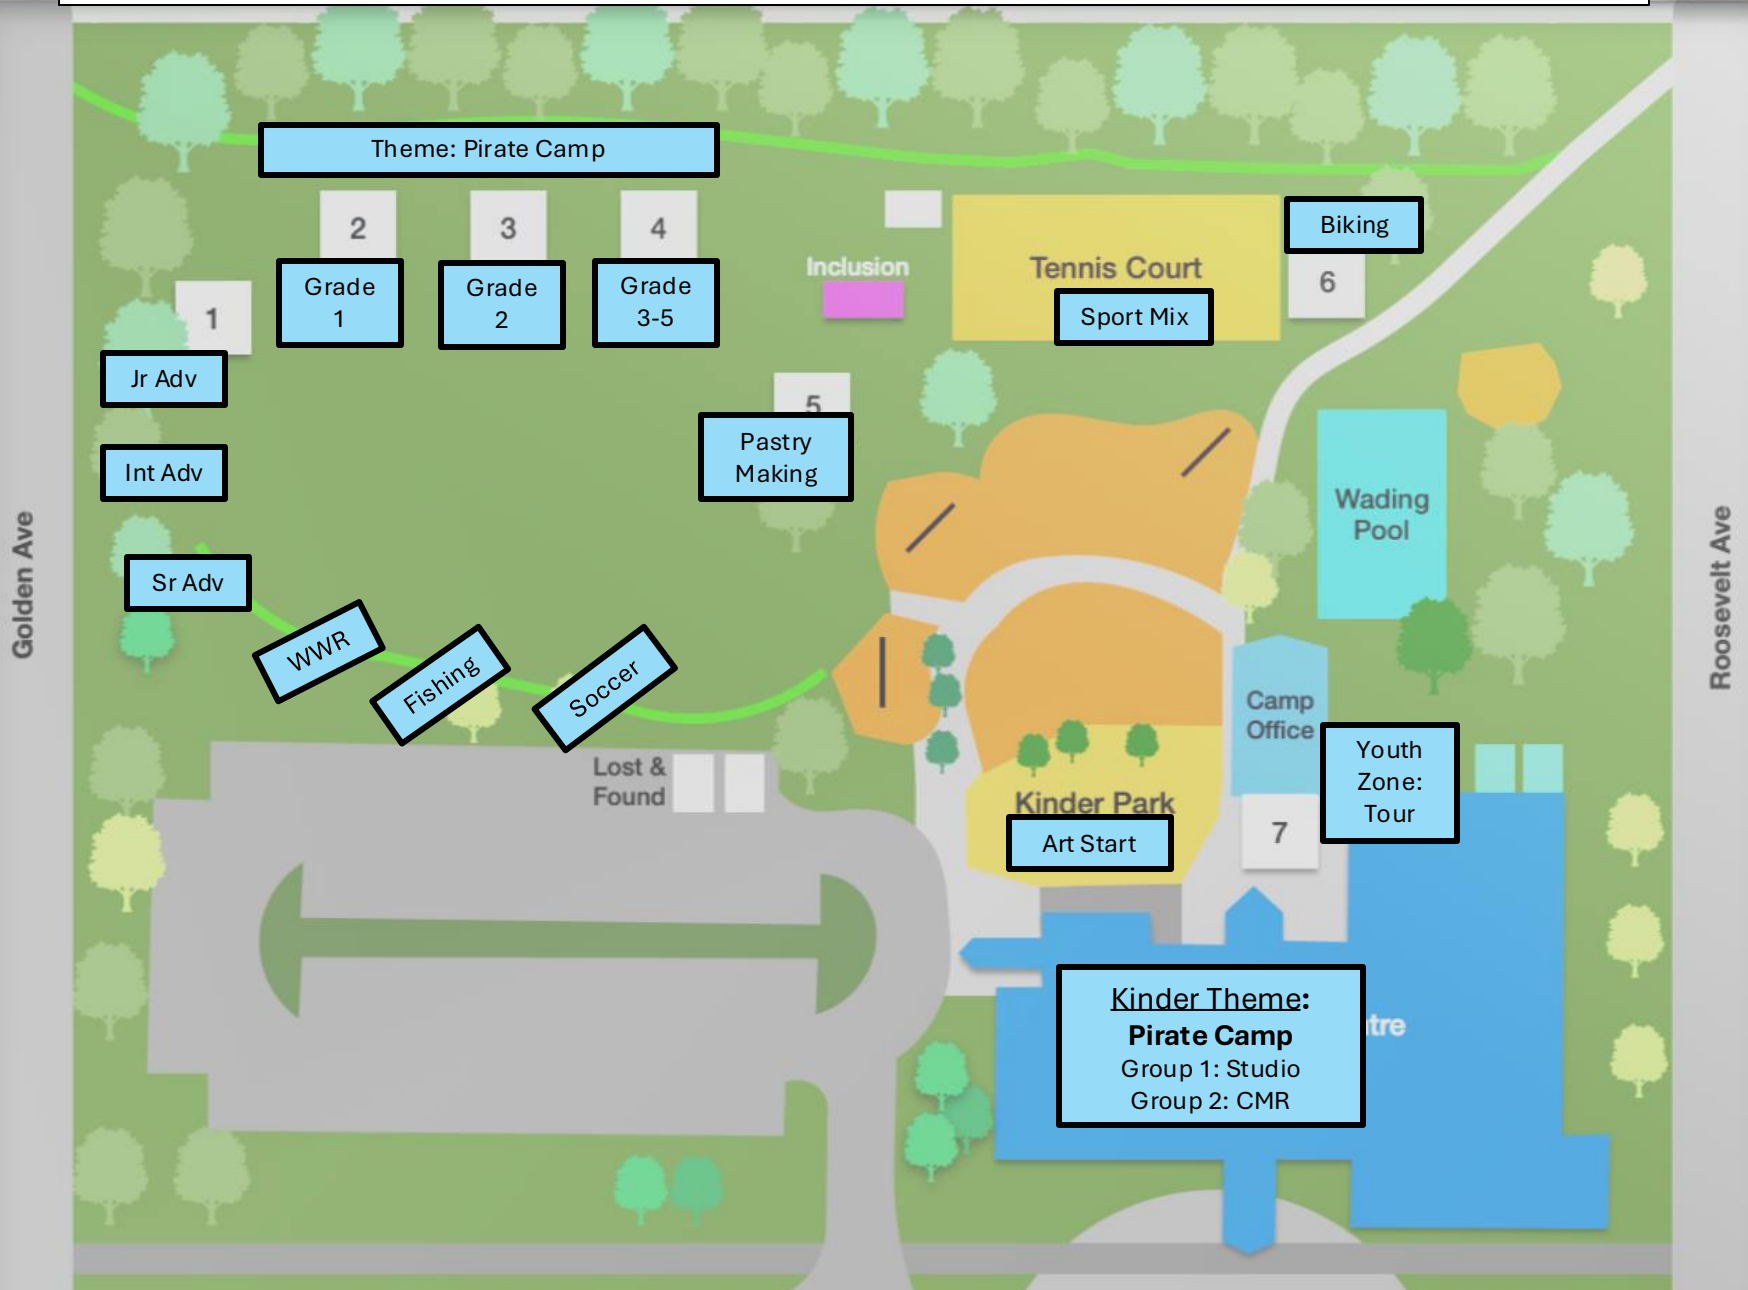 Theme: Pirate Camp
2
3
4
Grade
1
Grade
2
Grade
3-5
1
Jr Adv
Int Adv
Sr Adv
WWR
Fishing
Soccer
Inclusion
Tennis Court
Sport Mix
Biking
6
5
Pastry
Making
Wading
Pool
Golden Ave
Roosevelt Ave
Camp
Office
Youth
Zone:
Tour
Lost &
Found
Kinder Park
Art Start
7
Kinder Theme:
Pirate Camp
Group 1: Studio
Group 2: CMR
tre